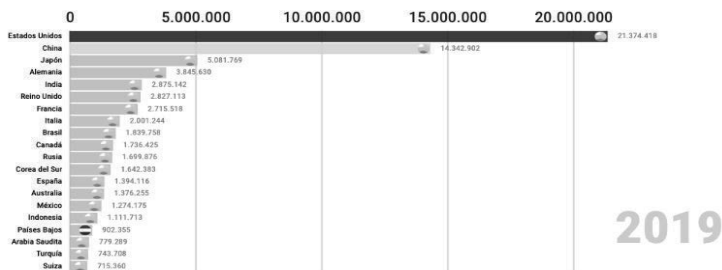 0 5.000.000 10.000.000 15.000.000 20.000.000
Estados Unidos 21.374.418
China 14.342.902
Japón 5.081.769
Alemania 3.845.630
India 2.875.142
Reino Unido 2.827.113
Francia 2.715.518
Italia 2.001.244
Brasil 1.839.758
Canadá 1.736.425
Rusia 1.699.876
Corea del Sur 1.642.383
España 1.394.116
Australia 1.376.255
México 1.274.175
Indonesia 1.111.713
Países Bajos 902.355
Arabia Saudita 779.289
Turquía 743.708
Suiza 715.360
2019